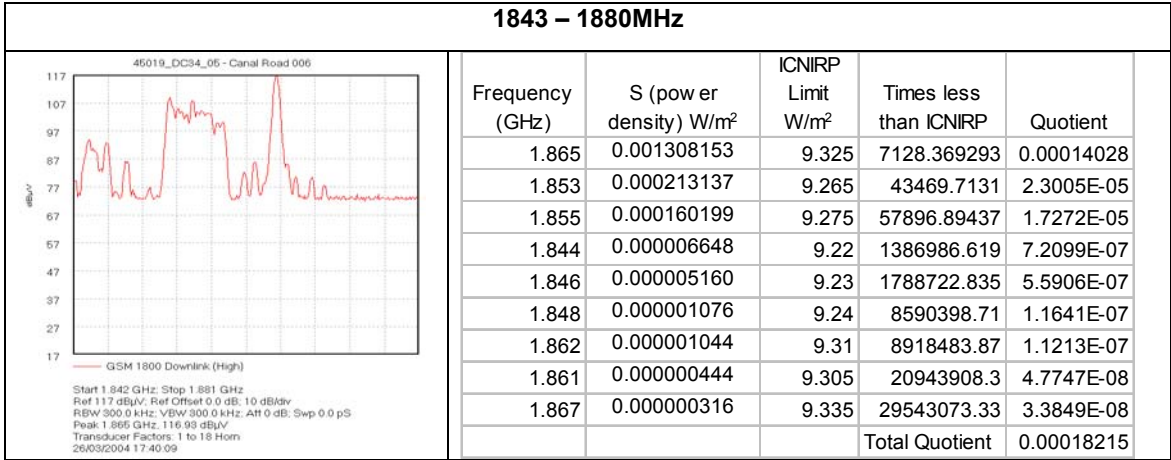 1843 – 1880MHz
45019_DC34_05 - Canal Road 006
117
107
97
87
77
67
57
47
37
27
17
dBµV
GSM 1800 Downlink (High)
Start 1.842 GHz; Stop 1.881 GHz
Ref 117 dBµV; Ref Offset 0.0 dB; 10 dB/div
RBW 300.0 kHz; VBW 300.0 kHz; Att 0 dB; Swp 0.0 pS
Peak 1.865 GHz, 116.93 dBµV
Transducer Factors: 1 to 18 Horn
26/03/2004 17:40:09
Frequency (GHz) S (pow er density) W/m² ICNIRP Limit W/m² Times less than ICNIRP Quotient
1.865 0.001308153 9.325 7128.369293 0.00014028
1.853 0.000213137 9.265 43469.7131 2.3005E-05
1.855 0.000160199 9.275 57896.89437 1.7272E-05
1.844 0.000006648 9.22 1386986.619 7.2099E-07
1.846 0.000005160 9.23 1788722.835 5.5906E-07
1.848 0.000001076 9.24 8590398.71 1.1641E-07
1.862 0.000001044 9.31 8918483.87 1.1213E-07
1.861 0.000000444 9.305 20943908.3 4.7747E-08
1.867 0.000000316 9.335 29543073.33 3.3849E-08
Total Quotient 0.00018215